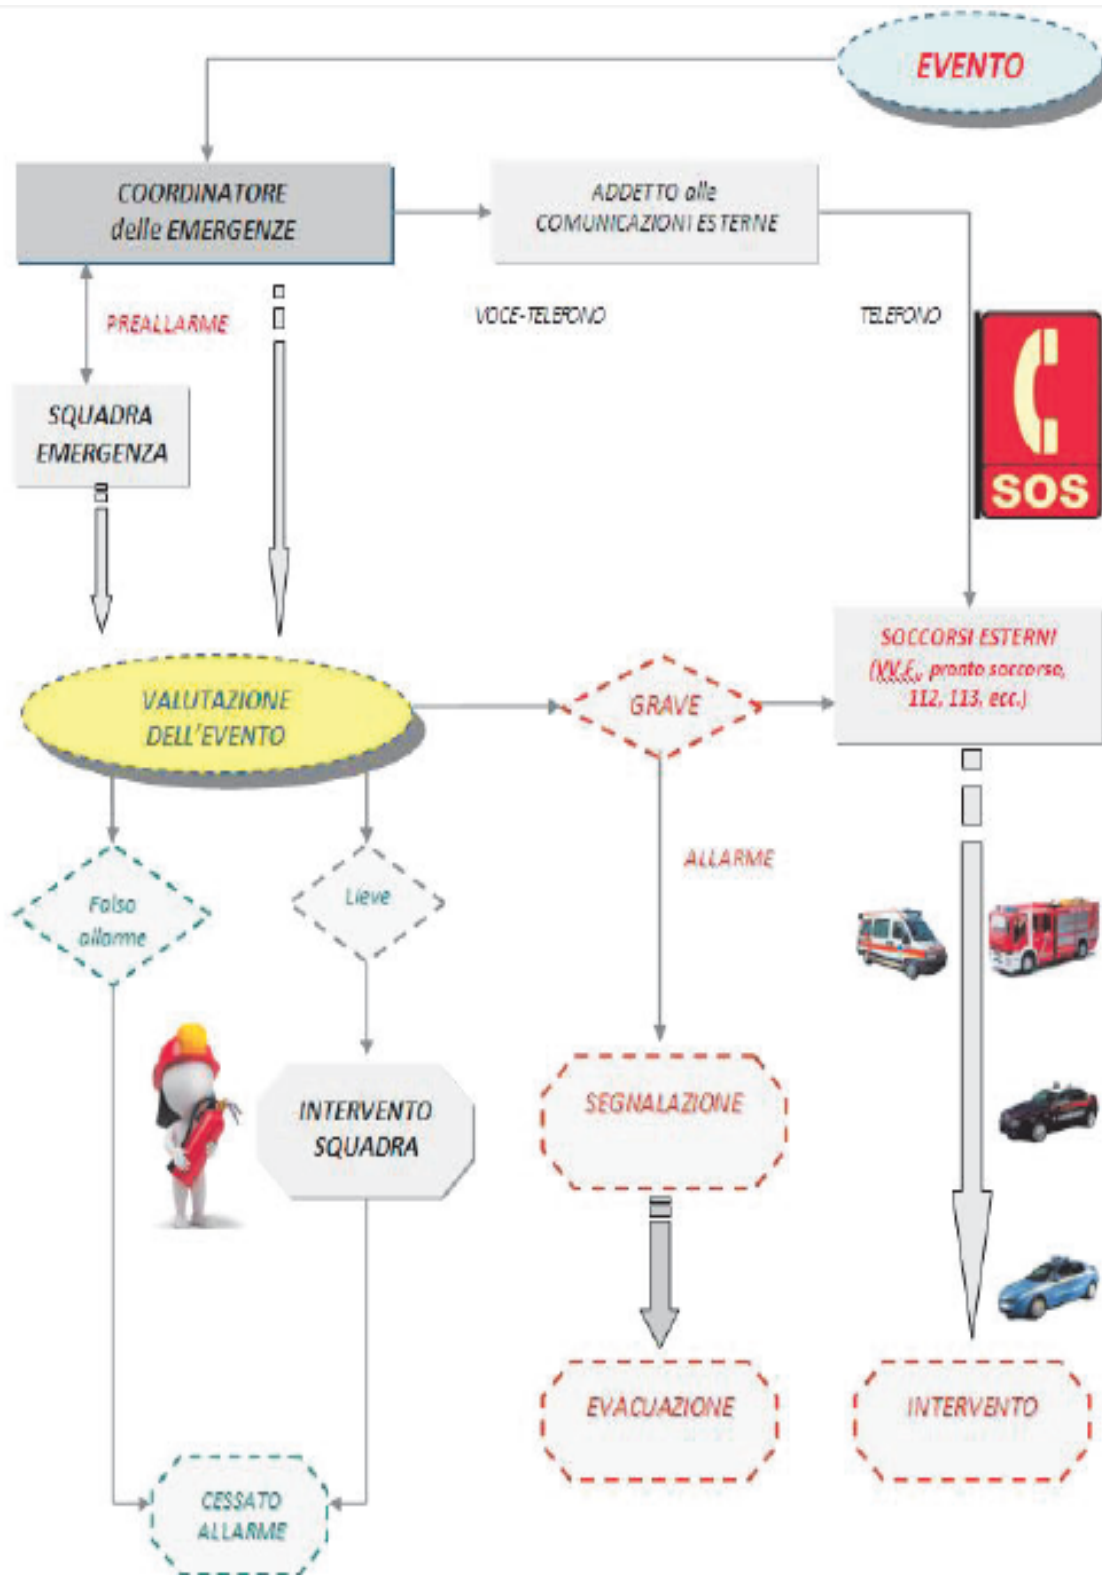 EVENTO
COORDINATORE
delle EMERGENZE
ADDETTO alle
COMUNICAZIONI ESTERNE
PREALLARME
VOCE-TELEFONO
TELEFONO
SQUADRA
EMERGENZA
SOS
SOCCORSI ESTERNI
(VV.F., pronto soccorso,
112, 113, ecc.)
VALUTAZIONE
DELL'EVENTO
GRAVE
ALLARME
Falso
allarme
Lieve
INTERVENTO
SQUADRA
SEGNALAZIONE
EVACUAZIONE
INTERVENTO
CESSATO
ALLARME